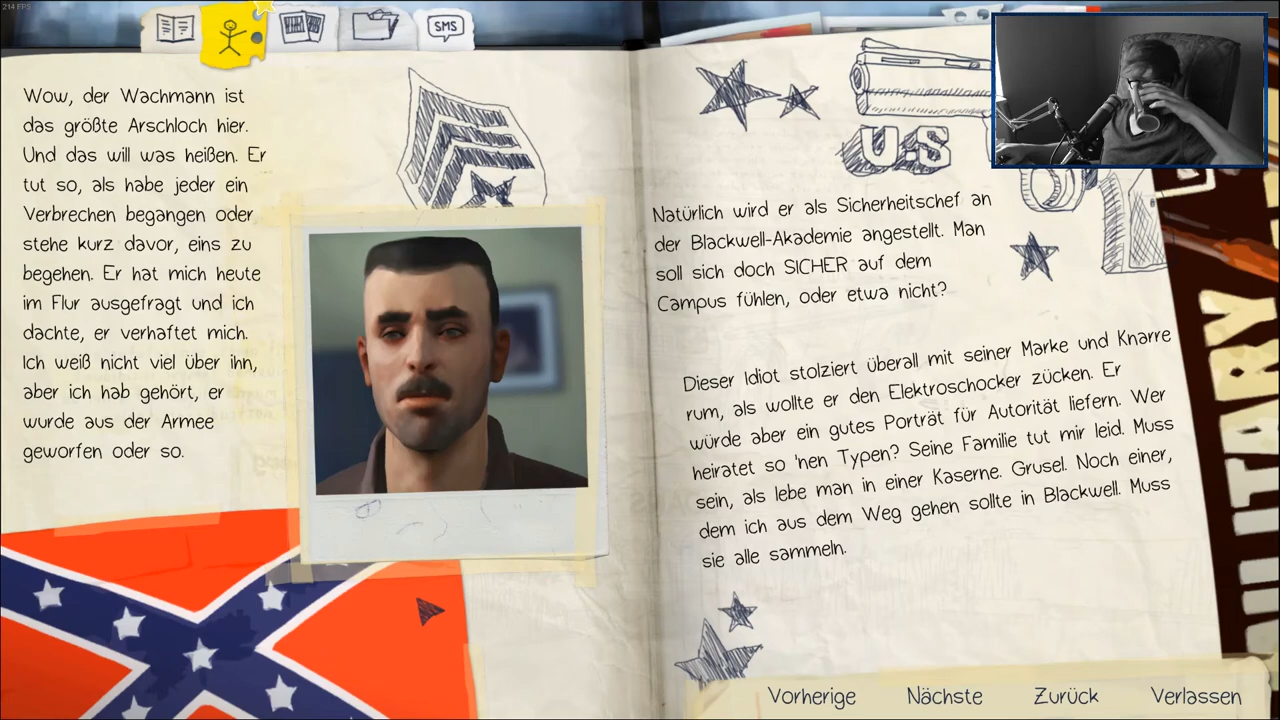 214 FPS
SMS
Wow, der Wachmann ist
das größte Arschloch hier.
Und das will was heißen. Er
tut so, als habe jeder ein
Verbrechen begangen oder
stehe kurz davor, eins zu
begehen. Er hat mich heute
im Flur ausgefragt und ich
dachte, er verhaftet mich.
Ich weiß nicht viel über ihn,
aber ich hab gehört, er
wurde aus der Armee
geworfen oder so.
U.S
Natürlich wird er als Sicherheitschef an
der Blackwell-Akademie angestellt. Man
soll sich doch SICHER auf dem
Campus fühlen, oder etwa nicht?
Dieser Idiot stolziert überall mit seiner Marke und Knarre
rum, als wollte er den Elektroschocker zücken. Er
würde aber ein gutes Porträt für Autorität liefern. Wer
heiratet so 'nen Typen? Seine Familie tut mir leid. Muss
sein, als lebe man in einer Kaserne. Grusel. Noch einer,
dem ich aus dem Weg gehen sollte in Blackwell. Muss
sie alle sammeln.
MILITARY
Vorherige Nächste Zurück Verlassen